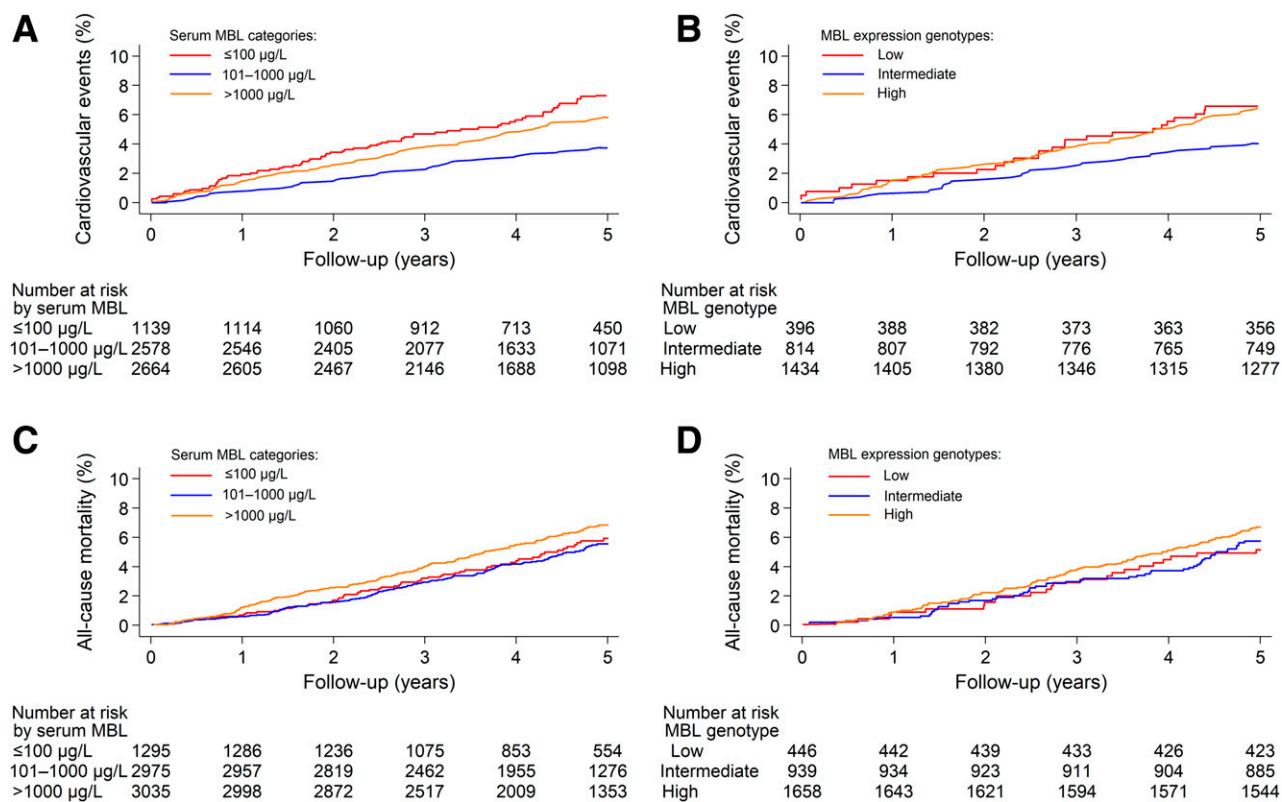 A
Cardiovascular events (%)
Serum MBL categories:
≤100 µg/L
101–1000 µg/L
>1000 µg/L
10
8
6
4
2
0
0 1 2 3 4 5
Follow-up (years)
Number at risk
by serum MBL
≤100 µg/L 1139 1114 1060 912 713 450
101–1000 µg/L 2578 2546 2405 2077 1633 1071
>1000 µg/L 2664 2605 2467 2146 1688 1098
B
Cardiovascular events (%)
MBL expression genotypes:
Low
Intermediate
High
10
8
6
4
2
0
0 1 2 3 4 5
Follow-up (years)
Number at risk
MBL genotype
Low 396 388 382 373 363 356
Intermediate 814 807 792 776 765 749
High 1434 1405 1380 1346 1315 1277
C
All-cause mortality (%)
Serum MBL categories:
≤100 µg/L
101–1000 µg/L
>1000 µg/L
10
8
6
4
2
0
0 1 2 3 4 5
Follow-up (years)
Number at risk
by serum MBL
≤100 µg/L 1295 1286 1236 1075 853 554
101–1000 µg/L 2975 2957 2819 2462 1955 1276
>1000 µg/L 3035 2998 2872 2517 2009 1353
D
All-cause mortality (%)
MBL expression genotypes:
Low
Intermediate
High
10
8
6
4
2
0
0 1 2 3 4 5
Follow-up (years)
Number at risk
MBL genotype
Low 446 442 439 433 426 423
Intermediate 939 934 923 911 904 885
High 1658 1643 1621 1594 1571 1544